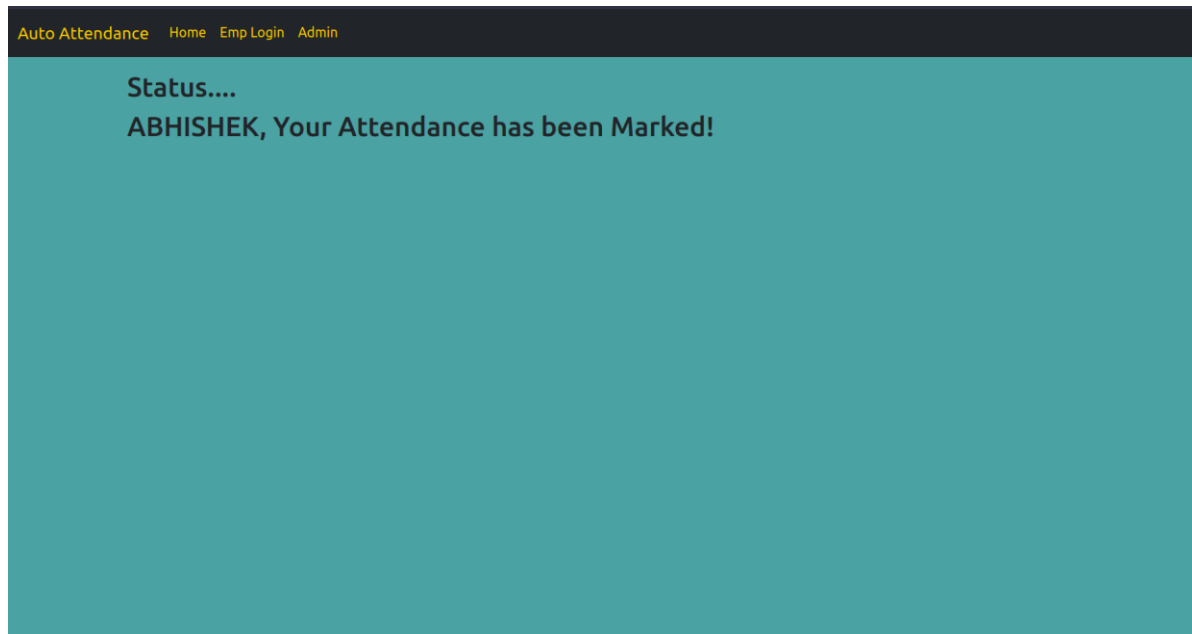 Auto Attendance Home Emp Login Admin
Status....
ABHISHEK, Your Attendance has been Marked!